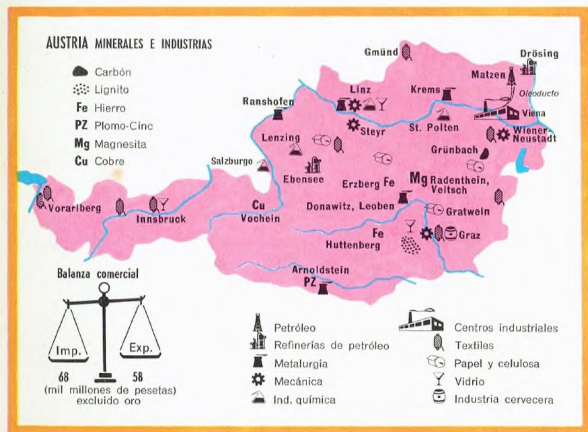 AUSTRIA MINERALES E INDUSTRIAS
Carbón
Lignito
Fe Hierro
PZ Plomo-Cinc
Mg Magnesita
Cu Cobre
Gmünd
Drösing
Matzen
Oleoducto
Linz
Krems
Ranshofen
Viena
Steyr
St. Polten
Wiener
Neustadt
Lenzing
Grünbach
Salzburgo
Ebensee
Erzberg Fe
Mg Radenthein,
Veitsch
Vorarlberg
Innsbruck
Cu
Vochein
Donawitz, Leoben
Gratwein
Fe
Huttenberg
Graz
Arnoldstein
PZ
Balanza comercial
Imp.
Exp.
68
58
(mil millones de pesetas)
excluido oro
Petróleo
Refinerías de petróleo
Metalurgia
Mecánica
Ind. química
Centros industriales
Textiles
Papel y celulosa
Vidrio
Industria cervecera